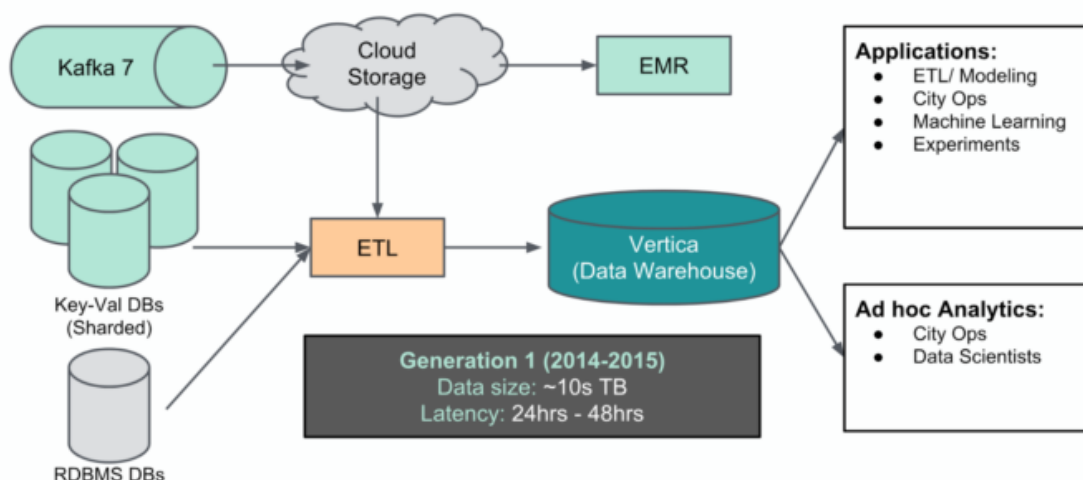 Kafka 7
Cloud
Storage
EMR
Applications:
● ETL/ Modeling
● City Ops
● Machine Learning
● Experiments
Key-Val DBs
(Sharded)
ETL
Vertica
(Data Warehouse)
Ad hoc Analytics:
● City Ops
● Data Scientists
Generation 1 (2014-2015)
Data size: ~10s TB
Latency: 24hrs - 48hrs
RDBMS DBs